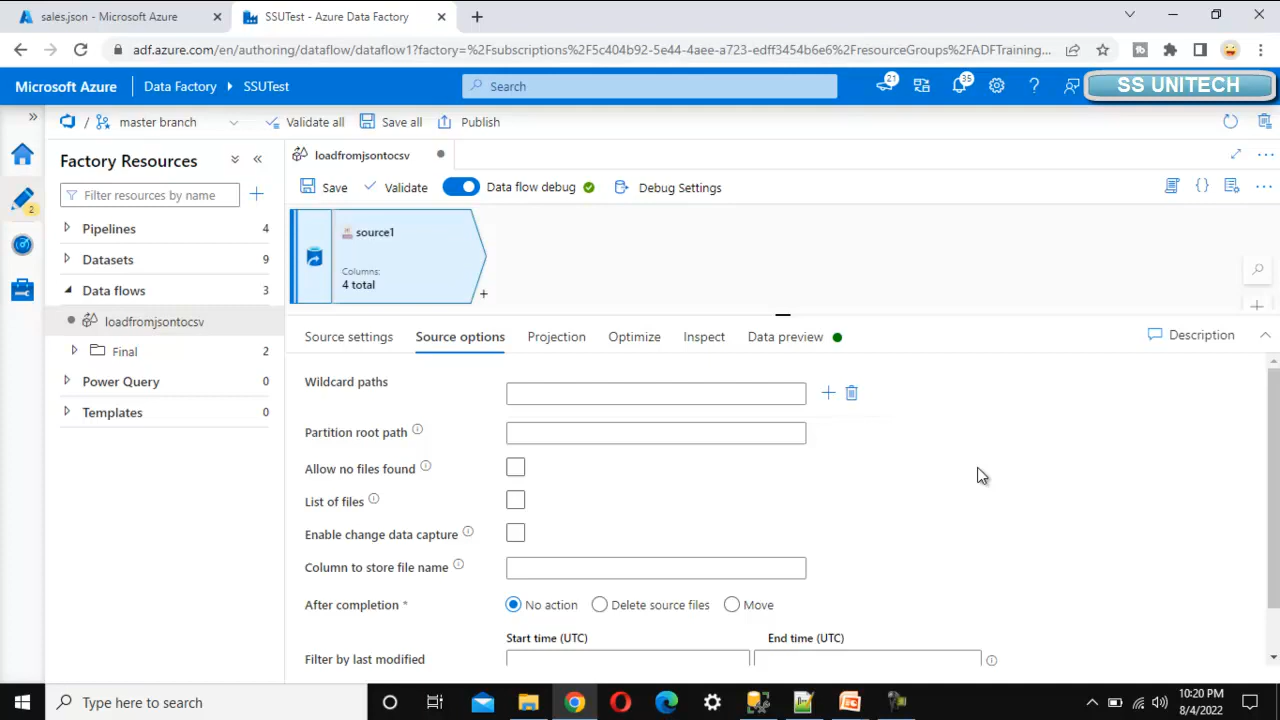 sales.json - Microsoft Azure
SSUTest - Azure Data Factory
adf.azure.com/en/authoring/dataflow/dataflow1?factory=%2Fsubscriptions%2F5c404b92-5e44-4aee-a723-edff3454b6e6%2FresourceGroups%2FADFTraining...
Microsoft Azure
Data Factory
SSUTest
Search
21
35
SS UNITECH
/
master branch
Validate all
Save all
Publish
Factory Resources
loadfromjsontocsv
Filter resources by name
Save
Validate
Data flow debug
Debug Settings
2
Pipelines 4
Datasets 9
Data flows 3
loadfromjsontocsv
Final 2
Power Query 0
Templates 0
source1
Columns:
4 total
Source settings
Source options
Projection
Optimize
Inspect
Data preview
Description
Wildcard paths
Partition root path
Allow no files found
List of files
Enable change data capture
Column to store file name
After completion *
No action
Delete source files
Move
Start time (UTC)
End time (UTC)
Filter by last modified
Type here to search
10:20 PM
8/4/2022